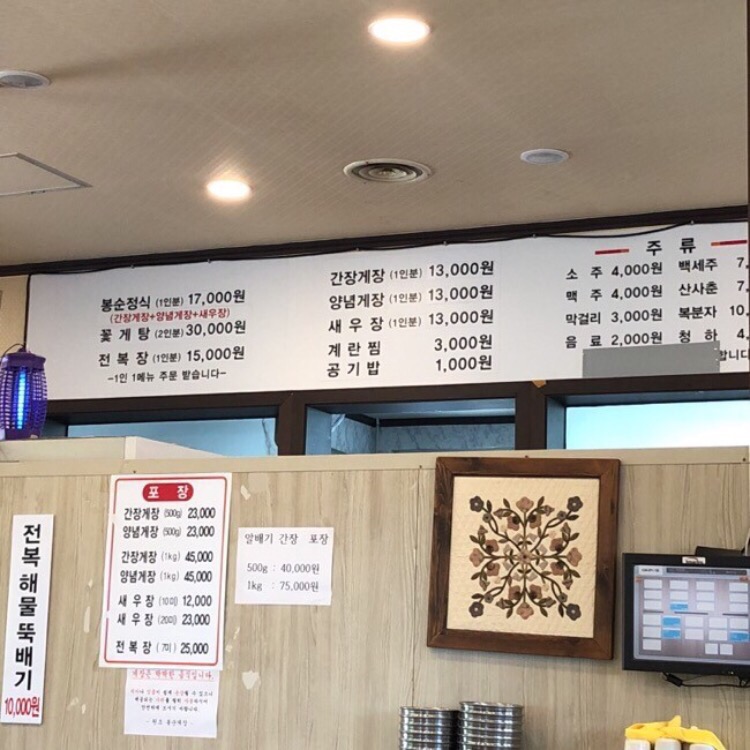 봉순정식 (1인분) 17,000원
(간장게장+양념게장+새우장)
꽃게탕 (2인분) 30,000원
전복장 (1인분) 15,000원
-1인 1메뉴 주문 받습니다-
간장게장 (1인분) 13,000원
양념게장 (1인분) 13,000원
새우장 (1인분) 13,000원
계란찜 3,000원
공기밥 1,000원
주류
소주 4,000원
맥주 4,000원
막걸리 3,000원
음료 2,000원
백세주 7,
산사춘 7,
복분자 10,
청하 4,
전복해물뚝배기
10,000원
포장
간장게장 (500g) 23,000
양념게장 (500g) 23,000
간장게장 (1kg) 45,000
양념게장 (1kg) 45,000
새우장 (10미) 12,000
새우장 (20미) 23,000
전복장 (7미) 25,000
알배기 간장 포장
500g : 40,000원
1kg : 75,000원